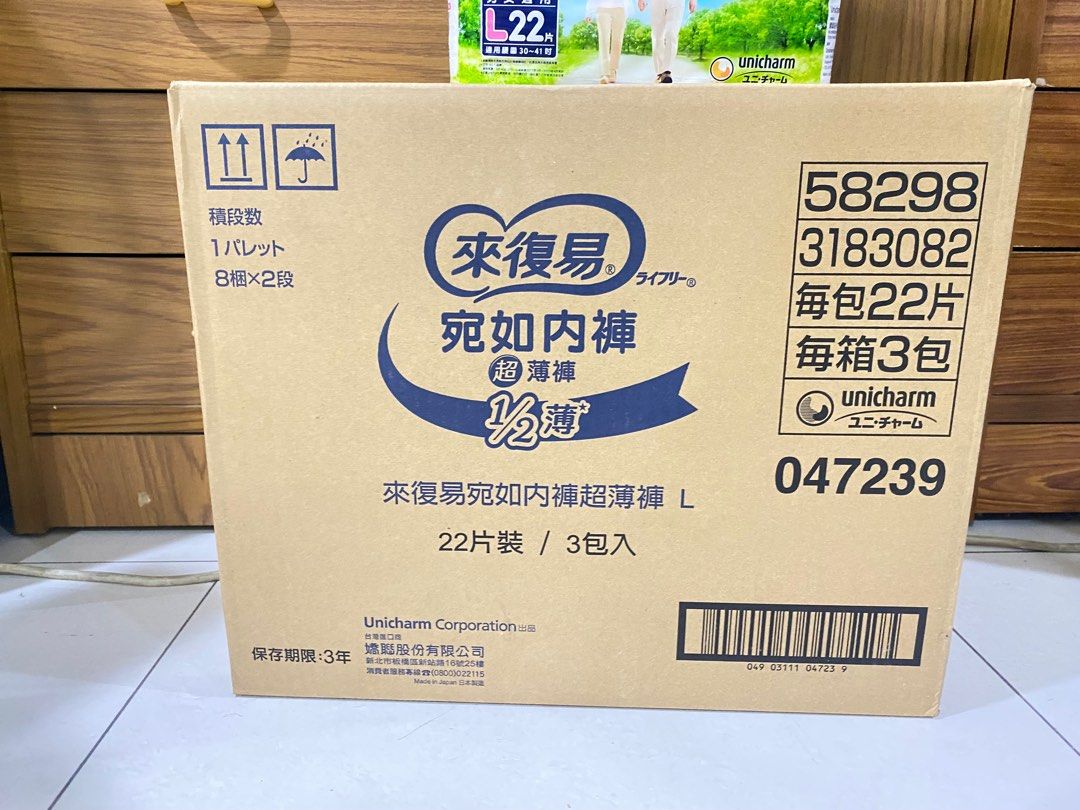 L22片
適用腰圍30~41吋
unicharm
ユニ・チャーム
積段数
1パレット
8梱×2段
來復易®
ライフリー®
宛如內褲
超薄褲
1/2薄*
來復易宛如內褲超薄褲 L
22片裝 / 3包入
58298
3183082
每包22片
每箱3包
unicharm
ユニ・チャーム
047239
Unicharm Corporation出品
台灣進口商
嬌聯股份有限公司
新北市板橋區新站路16號25樓
消費者服務專線☎(0800)022115
Made in Japan 日本製造
保存期限:3年
049 03111 04723 9